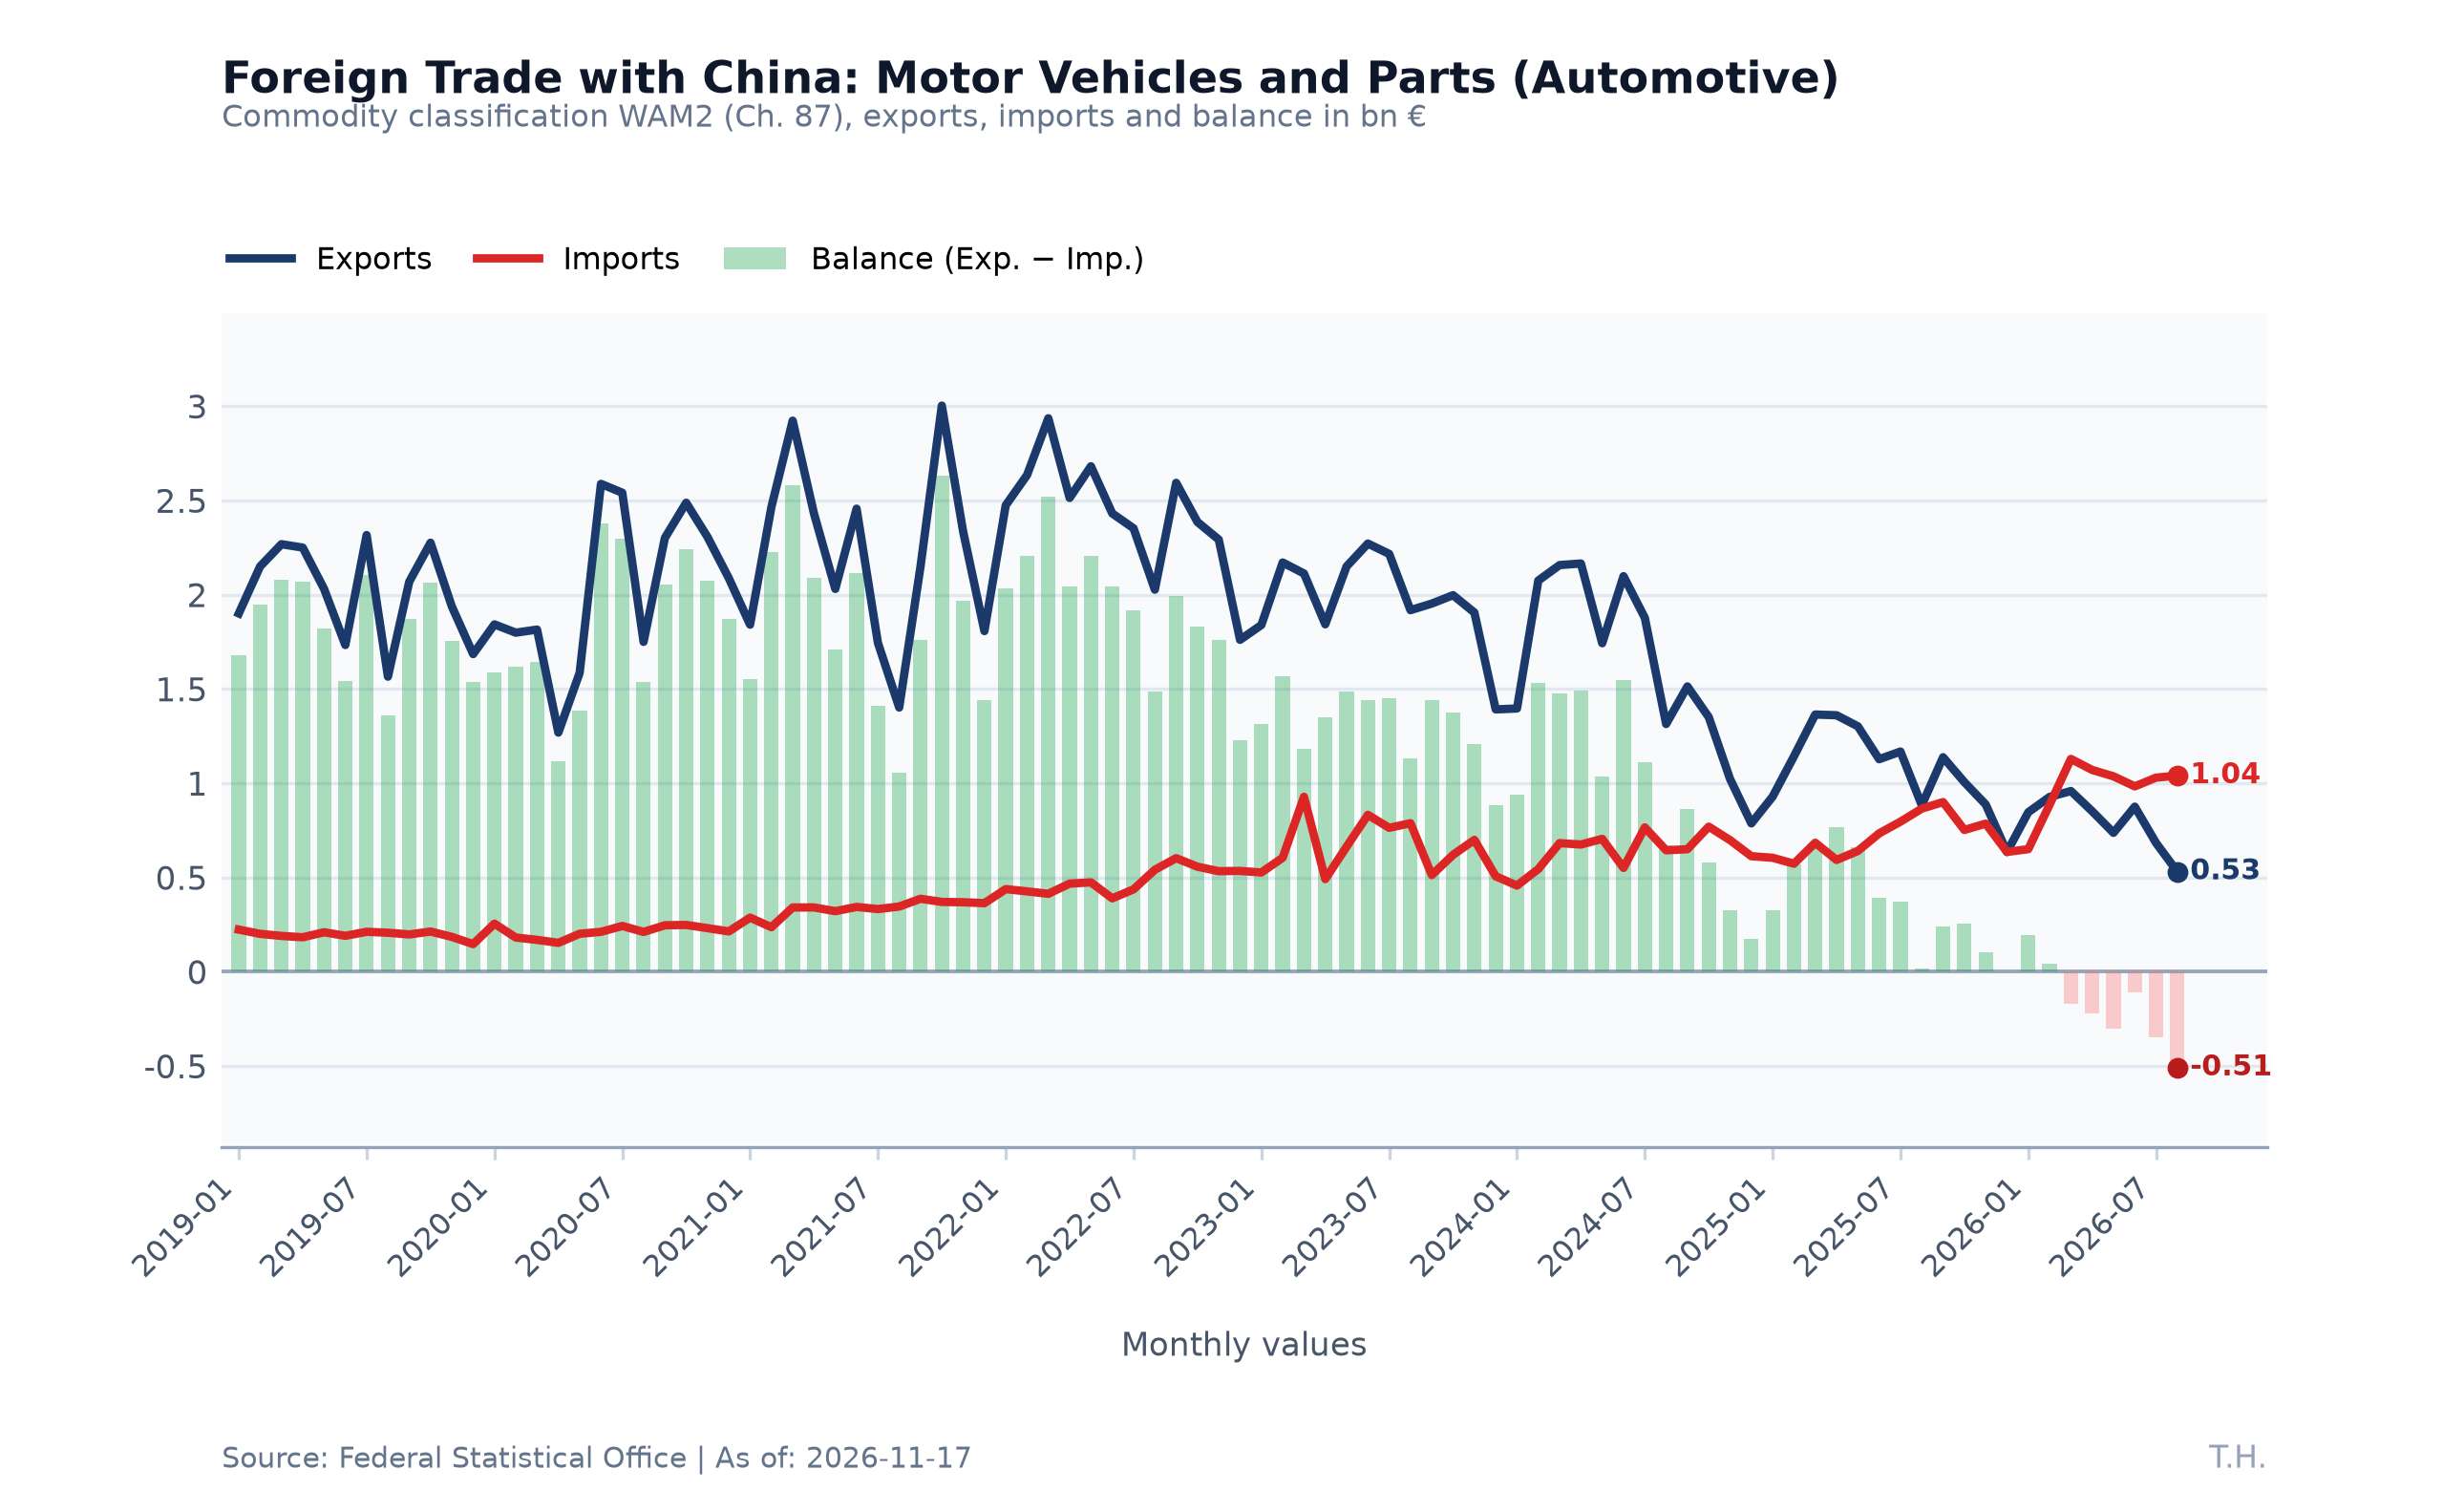 Foreign Trade with China: Motor Vehicles and Parts (Automotive)
Commodity classification WAM2 (Ch. 87), exports, imports and balance in bn €
Exports Imports Balance (Exp. − Imp.)
3
2.5
2
1.5
1
0.5
0
-0.5
1.04
0.53
-0.51
2019-01 2019-07 2020-01 2020-07 2021-01 2021-07 2022-01 2022-07 2023-01 2023-07 2024-01 2024-07 2025-01 2025-07 2026-01 2026-07
Monthly values
Source: Federal Statistical Office | As of: 2026-11-17
T.H.